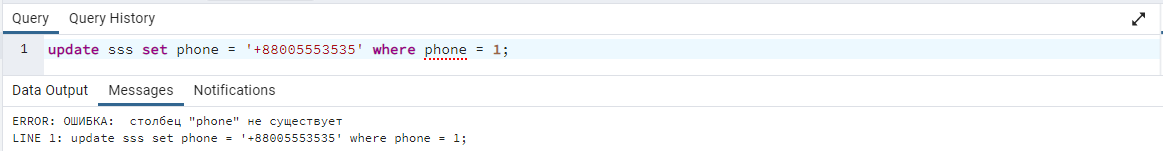 Query Query History
1 update sss set phone = '+88005553535' where phone = 1;
Data Output Messages Notifications
ERROR: ОШИБКА:  столбец "phone" не существует
LINE 1: update sss set phone = '+88005553535' where phone = 1;